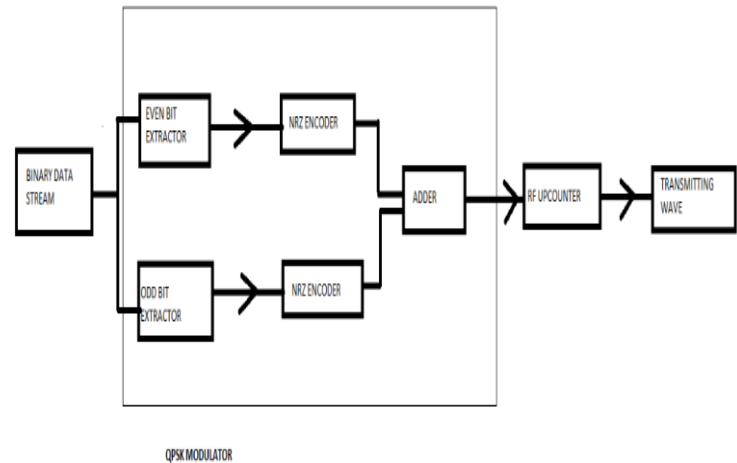 BINARY DATA
STREAM
EVEN BIT
EXTRACTOR
NRZ ENCODER
ODD BIT
EXTRACTOR
NRZ ENCODER
ADDER
RF UPCOUNTER
TRANSMITTING
WAVE
QPSK MODULATOR